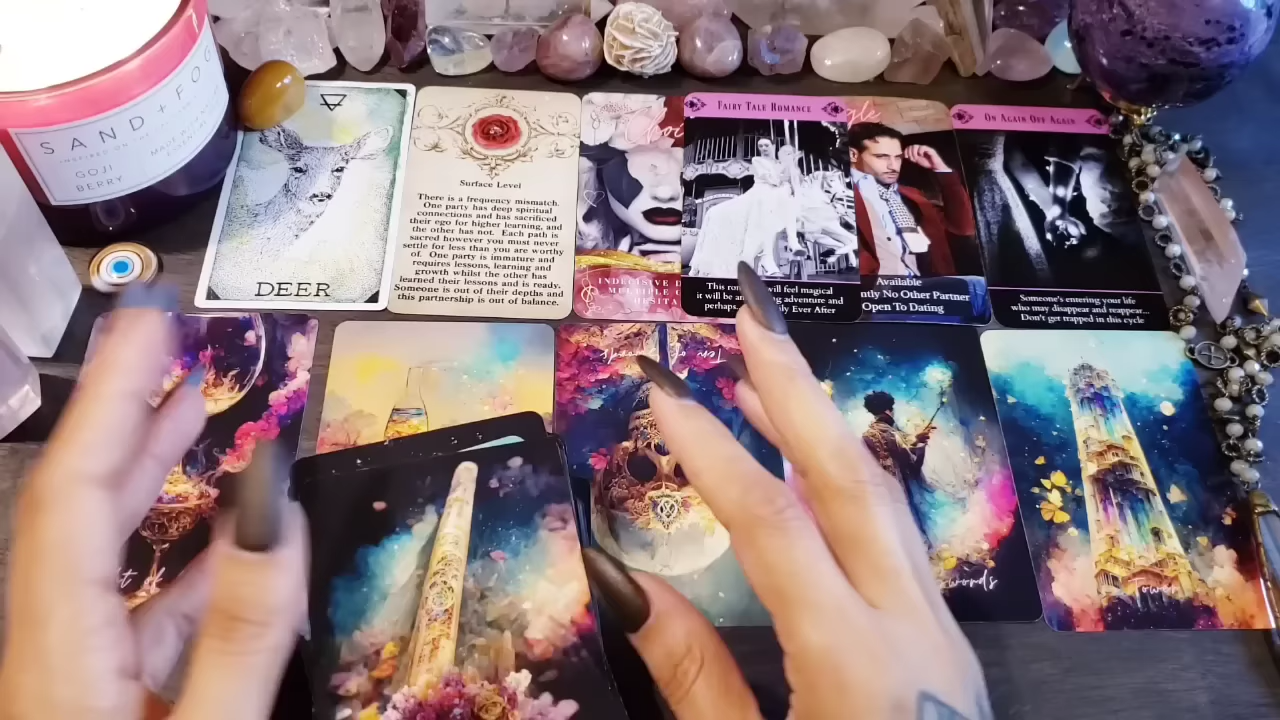 SAND + FOG
GOJI
BERRY
DEER
Surface Level
There is a frequency mismatch.
One party has deep spiritual
connections and has sacrificed
their ego for higher learning, and
the other has not. Each path is
sacred however you must never
settle for less than you are worthy
of. One party is immature and
requires lessons, learning and
growth whilst the other has
learned their lessons and is ready.
Someone is out of their depths and
this partnership is out of balance
INDECISIVE
MULTIPLE
FAIRY TALE ROMANCE
This will feel magical
it will be an adventure and
perhaps. Ever After
Available
No Other Partner
Open To Dating
ON AGAIN OFF AGAIN
Someone's entering your life
who may disappear and reappear...
Don't get trapped in this cycle
Ten of
Tower